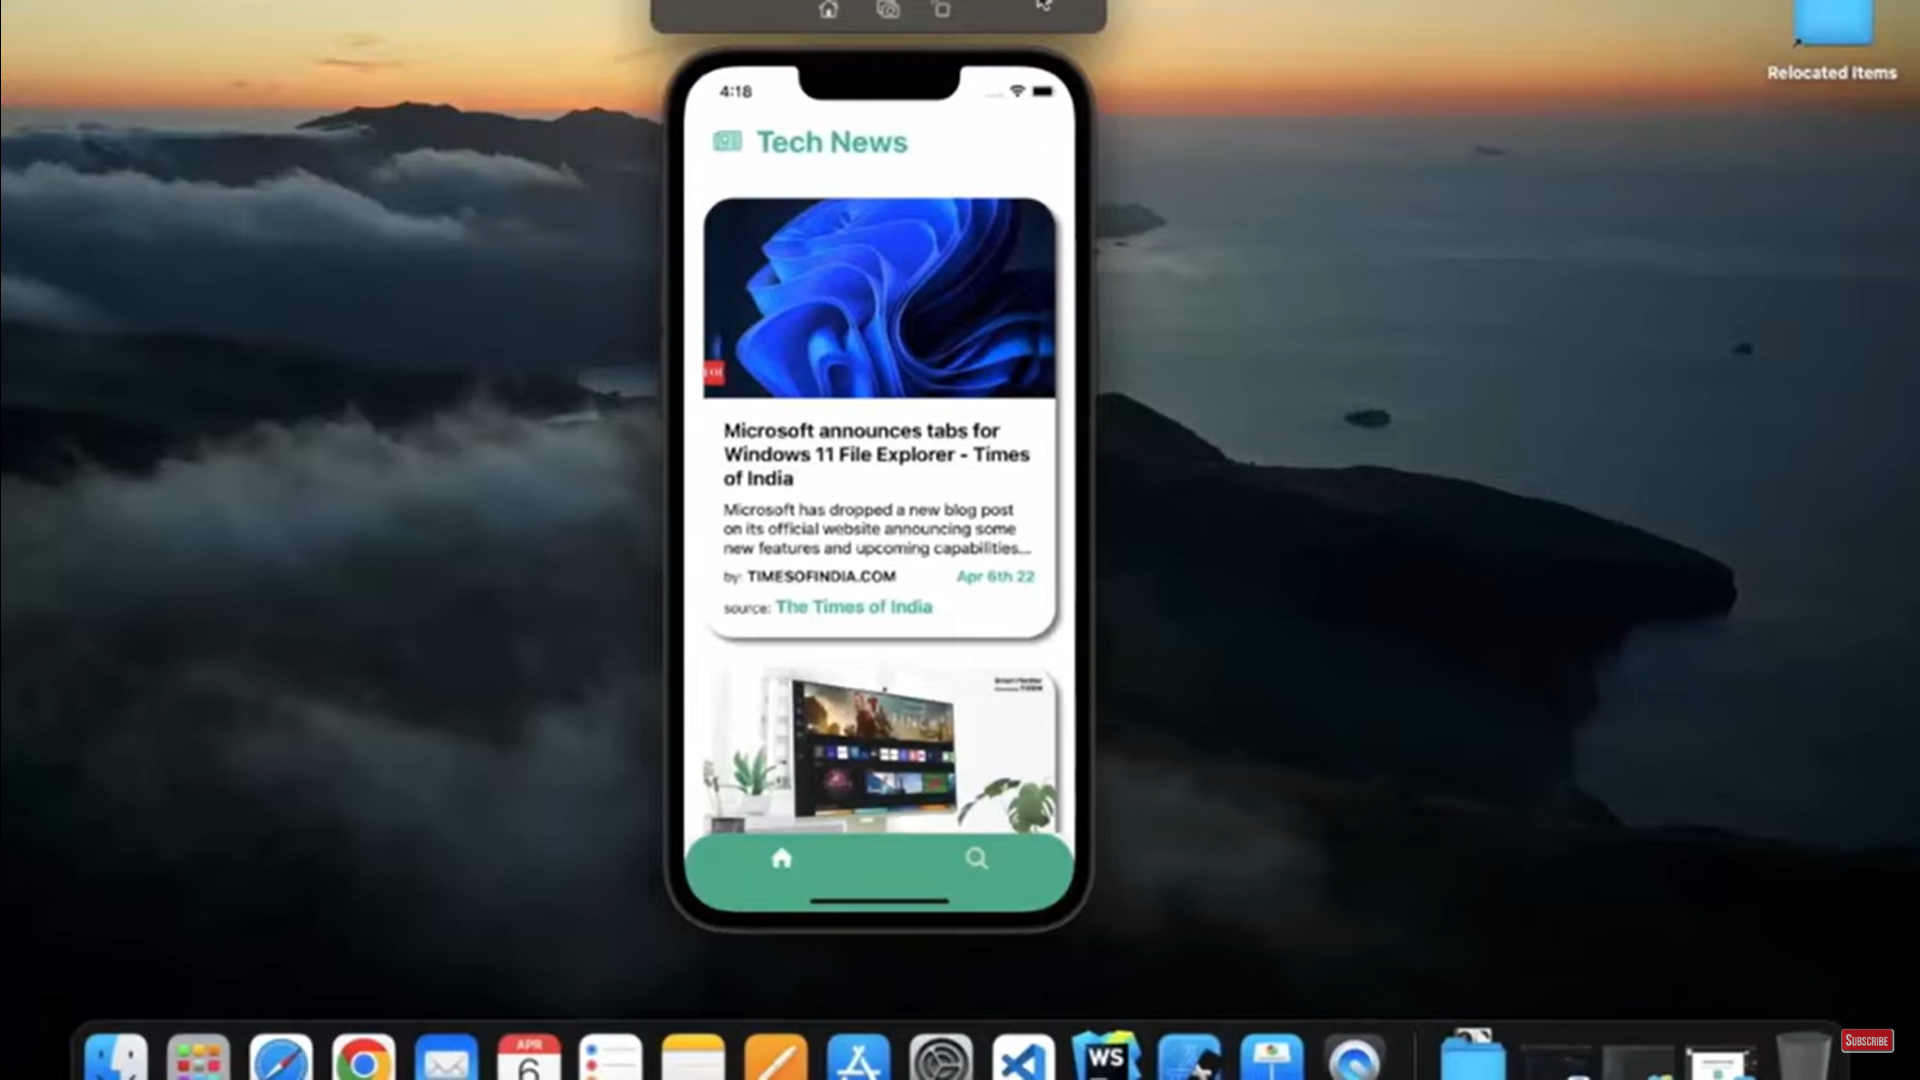 Relocated Items
4:18
Tech News
TOI
Microsoft announces tabs for
Windows 11 File Explorer - Times
of India
Microsoft has dropped a new blog post
on its official website announcing some
new features and upcoming capabilities...
by: TIMESOFINDIA.COM
Apr 6th 22
source: The Times of India
APR
6
WS
SUBSCRIBE